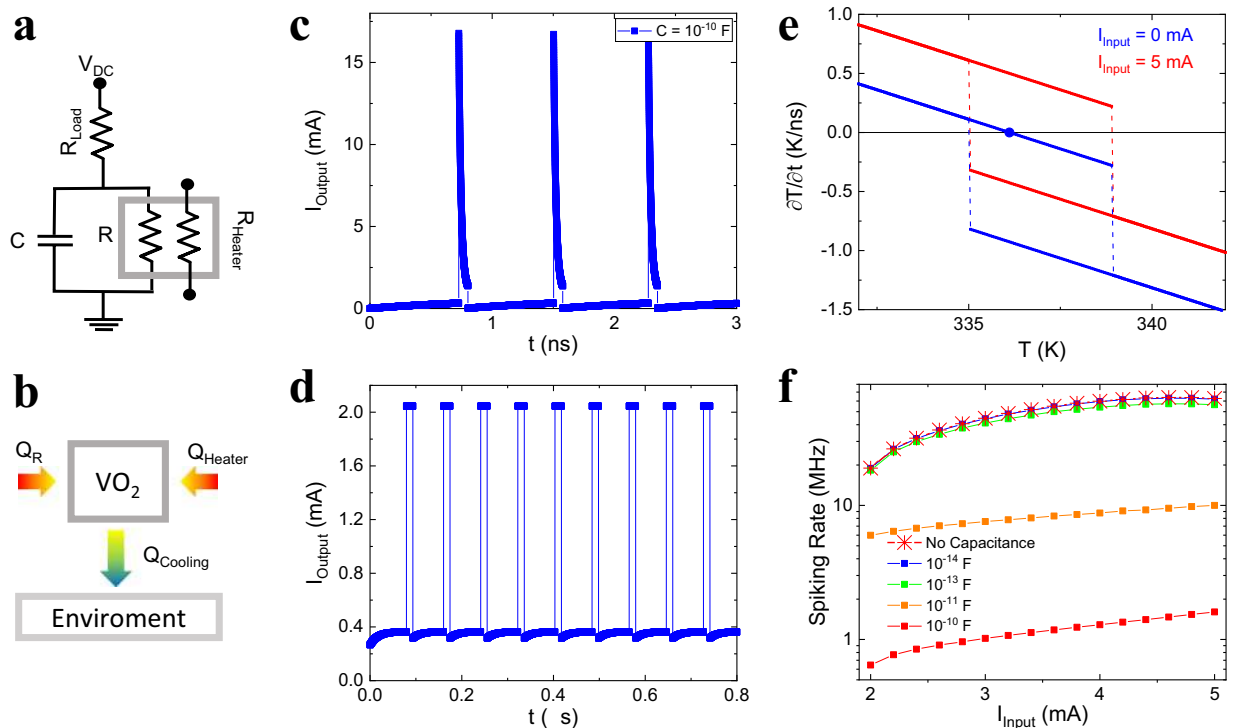 a
V_DC
R_Load
C
R
R_Heater
b
Q_R
Q_Heater
VO₂
Q_Cooling
Enviroment
c
C = 10⁻¹⁰ F
I_Output (mA)
15
10
5
0
0 1 2 3
t (ns)
d
I_Output (mA)
2.0
1.6
1.2
0.8
0.4
0.0
0.0 0.2 0.4 0.6 0.8
t ( s)
e
I_Input = 0 mA
I_Input = 5 mA
∂T/∂t (K/ns)
1.0
0.5
0.0
-0.5
-1.0
-1.5
335 340
T (K)
f
Spiking Rate (MHz)
10
1
No Capacitance
10⁻¹⁴ F
10⁻¹³ F
10⁻¹¹ F
10⁻¹⁰ F
2 3 4 5
I_Input (mA)